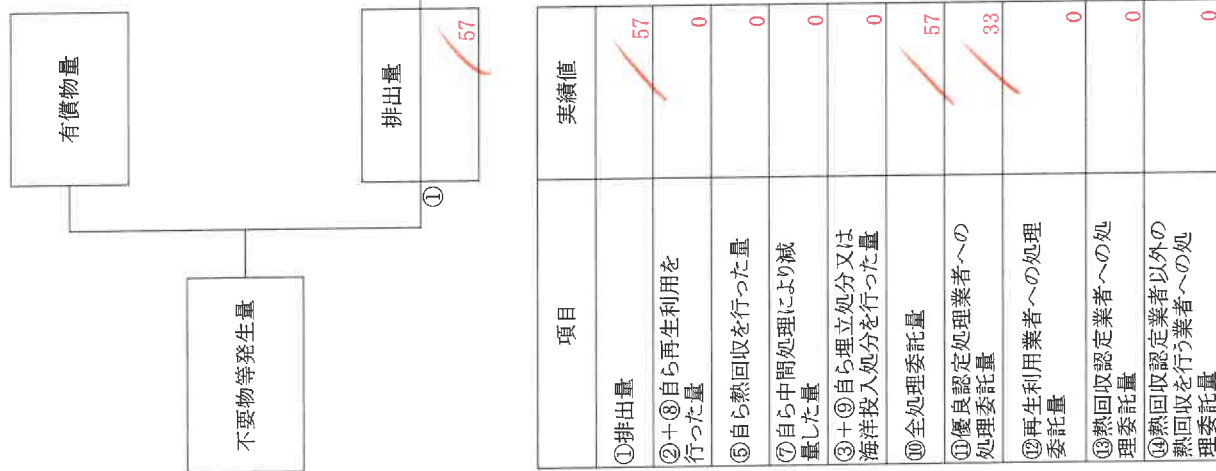 有償物量
不要物等発生量
排出量
①
57
項目
実績値
①排出量
57
②+⑧自ら再生利用を
行った量
0
⑤自ら熱回収を行った量
0
⑦自ら中間処理により減
量した量
0
③+⑨自ら埋立処分又は
海洋投入処分を行った量
0
⑩全処理委託量
57
⑪優良認定処理業者への
処理委託量
33
⑫再生利用業者への処理
委託量
0
⑬熱回収認定業者への処
理委託量
0
⑭熱回収認定業者以外の
熱回収を行う業者への処
理委託量
0